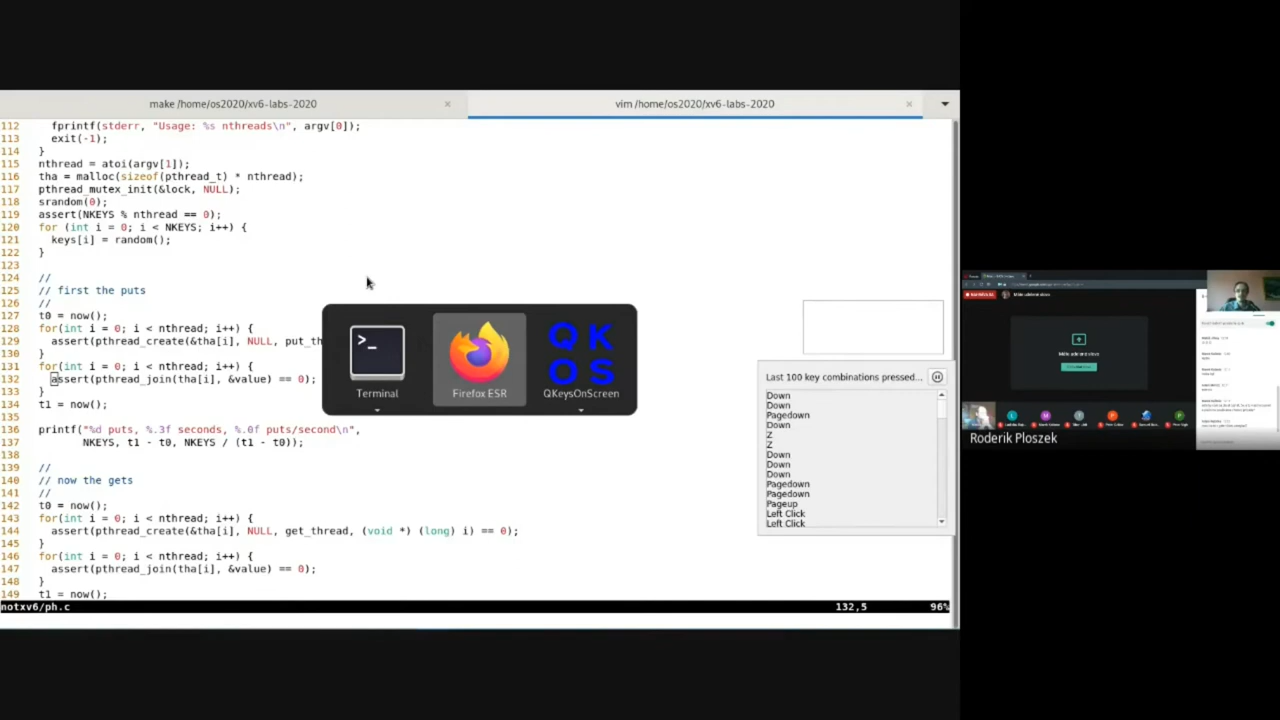 make /home/os2020/xv6-labs-2020
vim /home/os2020/xv6-labs-2020
112 fprintf(stderr, "Usage: %s nthreads\n", argv[0]);
113 exit(-1);
114 }
115 nthread = atoi(argv[1]);
116 tha = malloc(sizeof(pthread_t) * nthread);
117 pthread_mutex_init(&lock, NULL);
118 srandom(0);
119 assert(NKEYS % nthread == 0);
120 for (int i = 0; i < NKEYS; i++) {
121 keys[i] = random();
122 }
123
124 //
125 // first the puts
126 //
127 t0 = now();
128 for(int i = 0; i < nthread; i++) {
129 assert(pthread_create(&tha[i], NULL, put_th
130 }
131 for(int i = 0; i < nthread; i++) {
132 assert(pthread_join(tha[i], &value) == 0);
133 }
134 t1 = now();
135
136 printf("%d puts, %.3f seconds, %.0f puts/second\n",
137 NKEYS, t1 - t0, NKEYS / (t1 - t0));
138
139 //
140 // now the gets
141 //
142 t0 = now();
143 for(int i = 0; i < nthread; i++) {
144 assert(pthread_create(&tha[i], NULL, get_thread, (void *) (long) i) == 0);
145 }
146 for(int i = 0; i < nthread; i++) {
147 assert(pthread_join(tha[i], &value) == 0);
148 }
149 t1 = now();
notxv6/ph.c 132,5 96%
>_
Terminal
Firefox ESR
QK
OS
QKeysOnScreen
Last 100 key combinations pressed...
Down
Down
Pagedown
Down
Z
Z
Down
Down
Down
Pagedown
Pagedown
Pageup
Left Click
Left Click
Roderik Ploszek